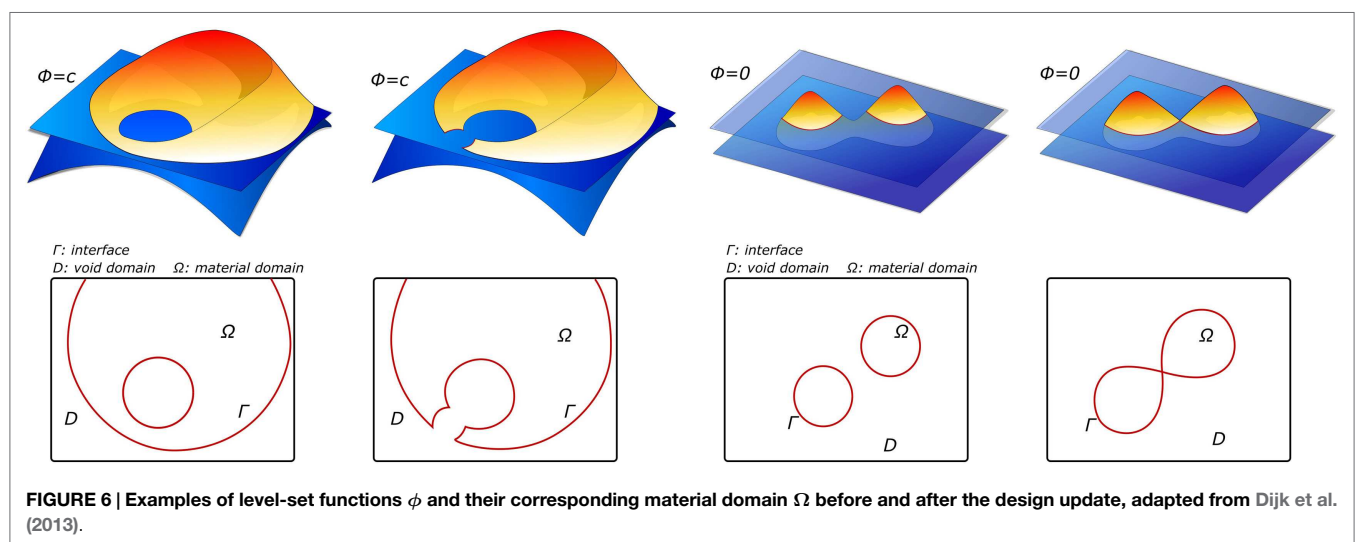 Φ=c
Φ=c
Φ=0
Φ=0
Γ: interface
D: void domain Ω: material domain
Γ: interface
D: void domain Ω: material domain
Ω
D
Γ
Ω
D
Γ
Ω
Γ
D
Ω
Γ
D
FIGURE 6 | Examples of level-set functions ϕ and their corresponding material domain Ω before and after the design update, adapted from Dijk et al.
(2013).